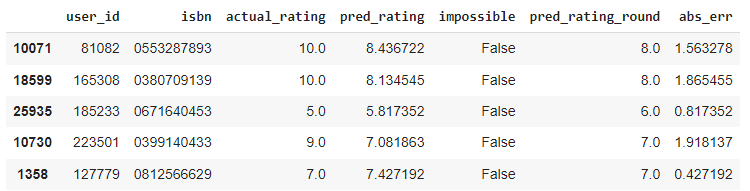 user_id isbn actual_rating pred_rating impossible pred_rating_round abs_err
10071 81082 0553287893 10.0 8.436722 False 8.0 1.563278
18599 165308 0380709139 10.0 8.134545 False 8.0 1.865455
25935 185233 0671640453 5.0 5.817352 False 6.0 0.817352
10730 223501 0399140433 9.0 7.081863 False 7.0 1.918137
1358 127779 0812566629 7.0 7.427192 False 7.0 0.427192